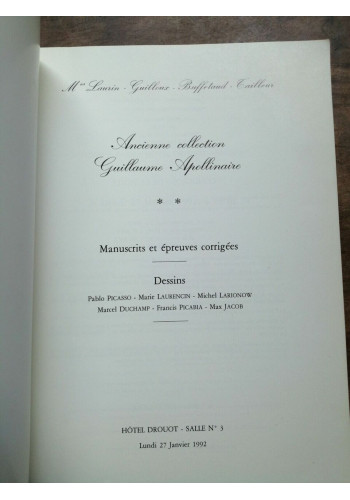 Mes Laurin - Guilloux - Buffetaud - Tailleur
Ancienne collection
Guillaume Apollinaire
* *
Manuscrits et épreuves corrigées
Dessins
Pablo PICASSO - Marie LAURENCIN - Michel LARIONOW
Marcel DUCHAMP - Francis PICABIA - Max JACOB
HÔTEL DROUOT - SALLE N° 3
Lundi 27 Janvier 1992